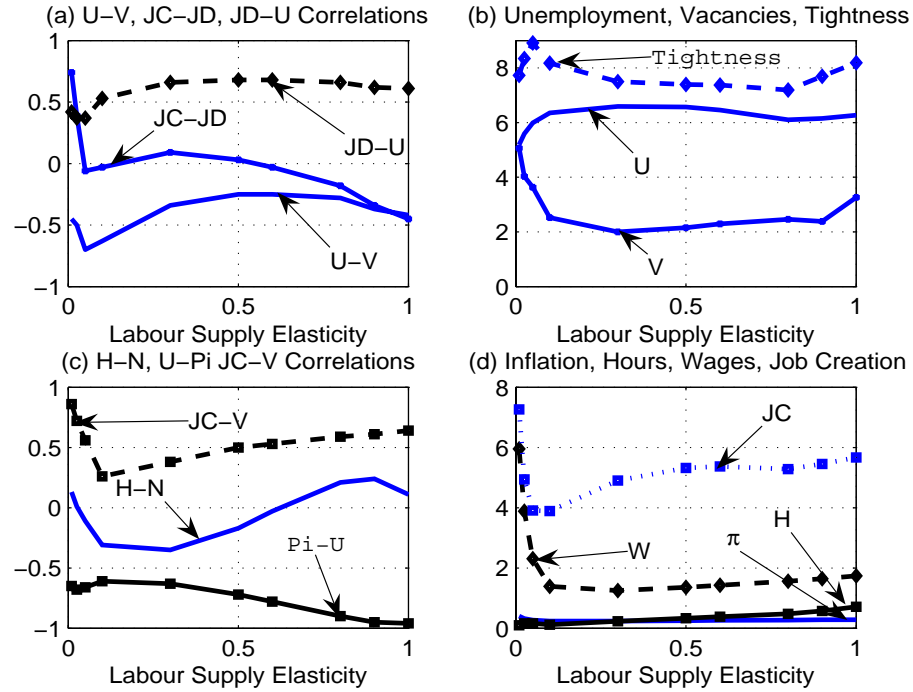 (a) U−V, JC−JD, JD−U Correlations
1
0.5
0
−0.5
−1
JC−JD
JD−U
U−V
0
0.5
1
Labour Supply Elasticity
(b) Unemployment, Vacancies, Tightness
8
6
4
2
0
Tightness
U
V
0
0.5
1
Labour Supply Elasticity
(c) H−N, U−Pi JC−V Correlations
1
0.5
0
−0.5
−1
JC−V
H−N
Pi−U
0
0.5
1
Labour Supply Elasticity
(d) Inflation, Hours, Wages, Job Creation
8
6
4
2
0
JC
H
π
W
0
0.5
1
Labour Supply Elasticity